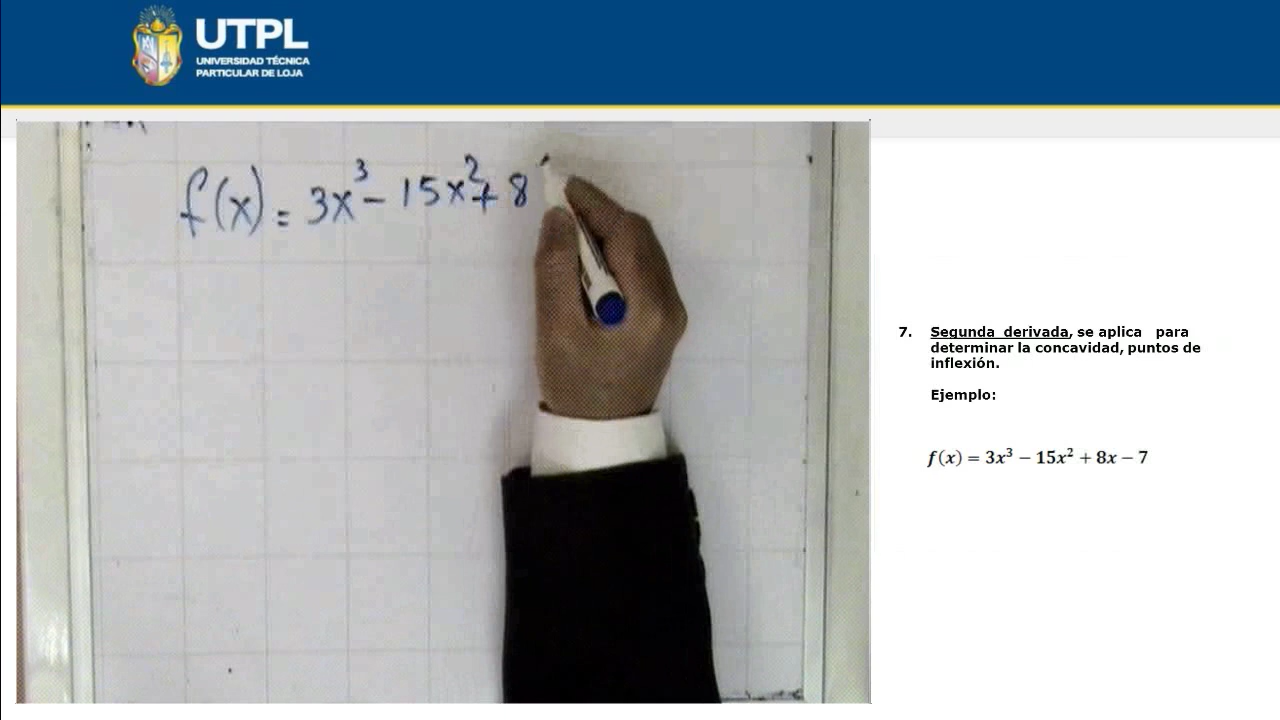 UTPL
UNIVERSIDAD TÉCNICA
PARTICULAR DE LOJA
f(x) = 3x³ - 15x² + 8
7. Segunda derivada, se aplica para
determinar la concavidad, puntos de
inflexión.
Ejemplo:
f(x) = 3x³ − 15x² + 8x − 7